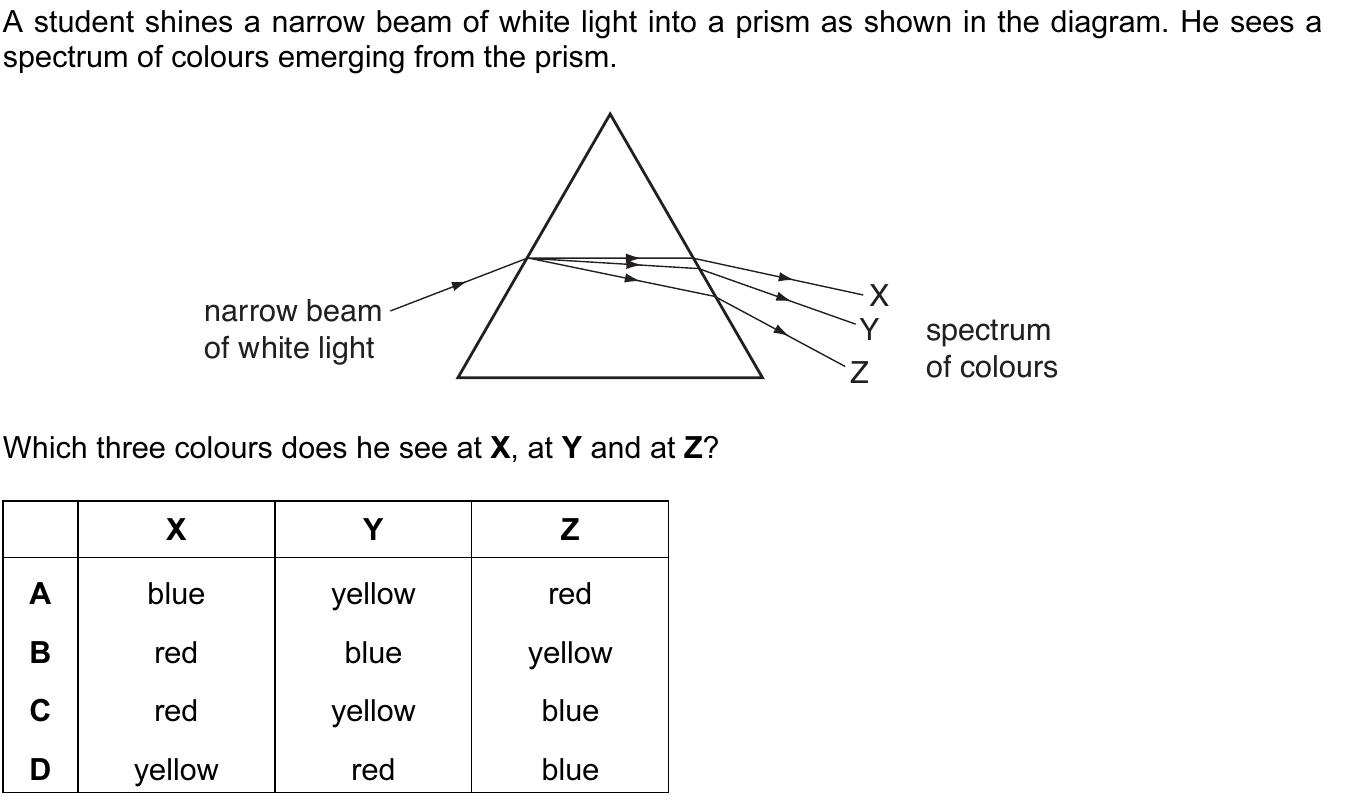 A student shines a narrow beam of white light into a prism as shown in the diagram. He sees a
spectrum of colours emerging from the prism.
narrow beam
of white light
X
Y
Z
spectrum
of colours
Which three colours does he see at X, at Y and at Z?
X Y Z
A blue yellow red
B red blue yellow
C red yellow blue
D yellow red blue